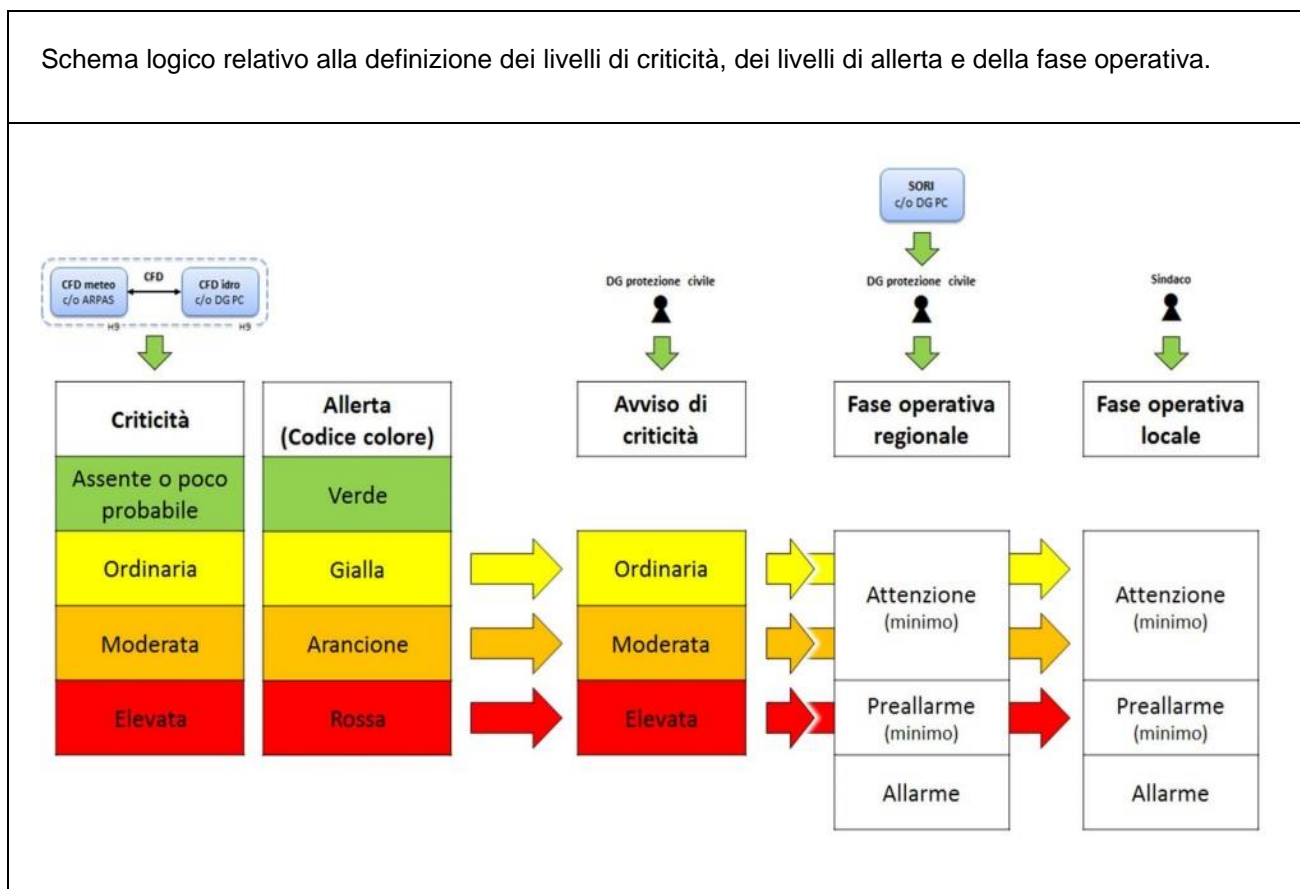 Schema logico relativo alla definizione dei livelli di criticità, dei livelli di allerta e della fase operativa.
SORI
c/o DG PC
CFD meteo
c/o ARPAS
H9
CFD
CFD idro
c/o DG PC
H9
DG protezione civile
DG protezione civile
Sindaco
Criticità
Allerta
(Codice colore)
Avviso di
criticità
Fase operativa
regionale
Fase operativa
locale
Assente o poco
probabile
Verde
Ordinaria
Gialla
Ordinaria
Attenzione
(minimo)
Attenzione
(minimo)
Moderata
Arancione
Moderata
Elevata
Rossa
Elevata
Preallarme
(minimo)
Preallarme
(minimo)
Allarme
Allarme